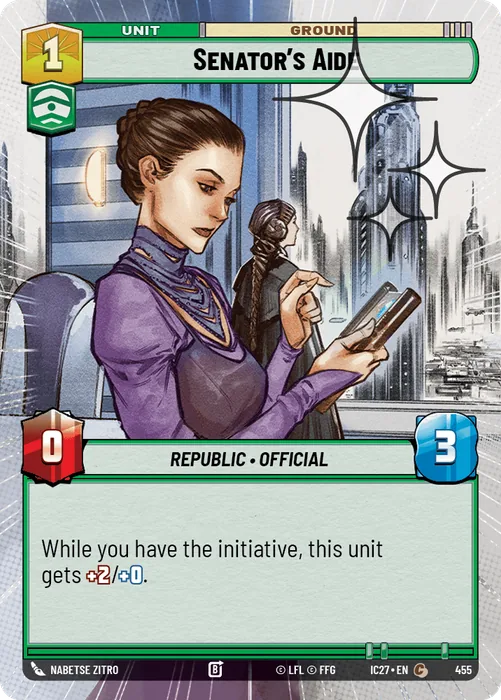 UNIT
GROUND
1
SENATOR'S AIDE
0
3
REPUBLIC • OFFICIAL
While you have the initiative, this unit
gets +2/+0.
NABETSE ZITRO
B
© LFL © FFG
IC27 • EN
C
455